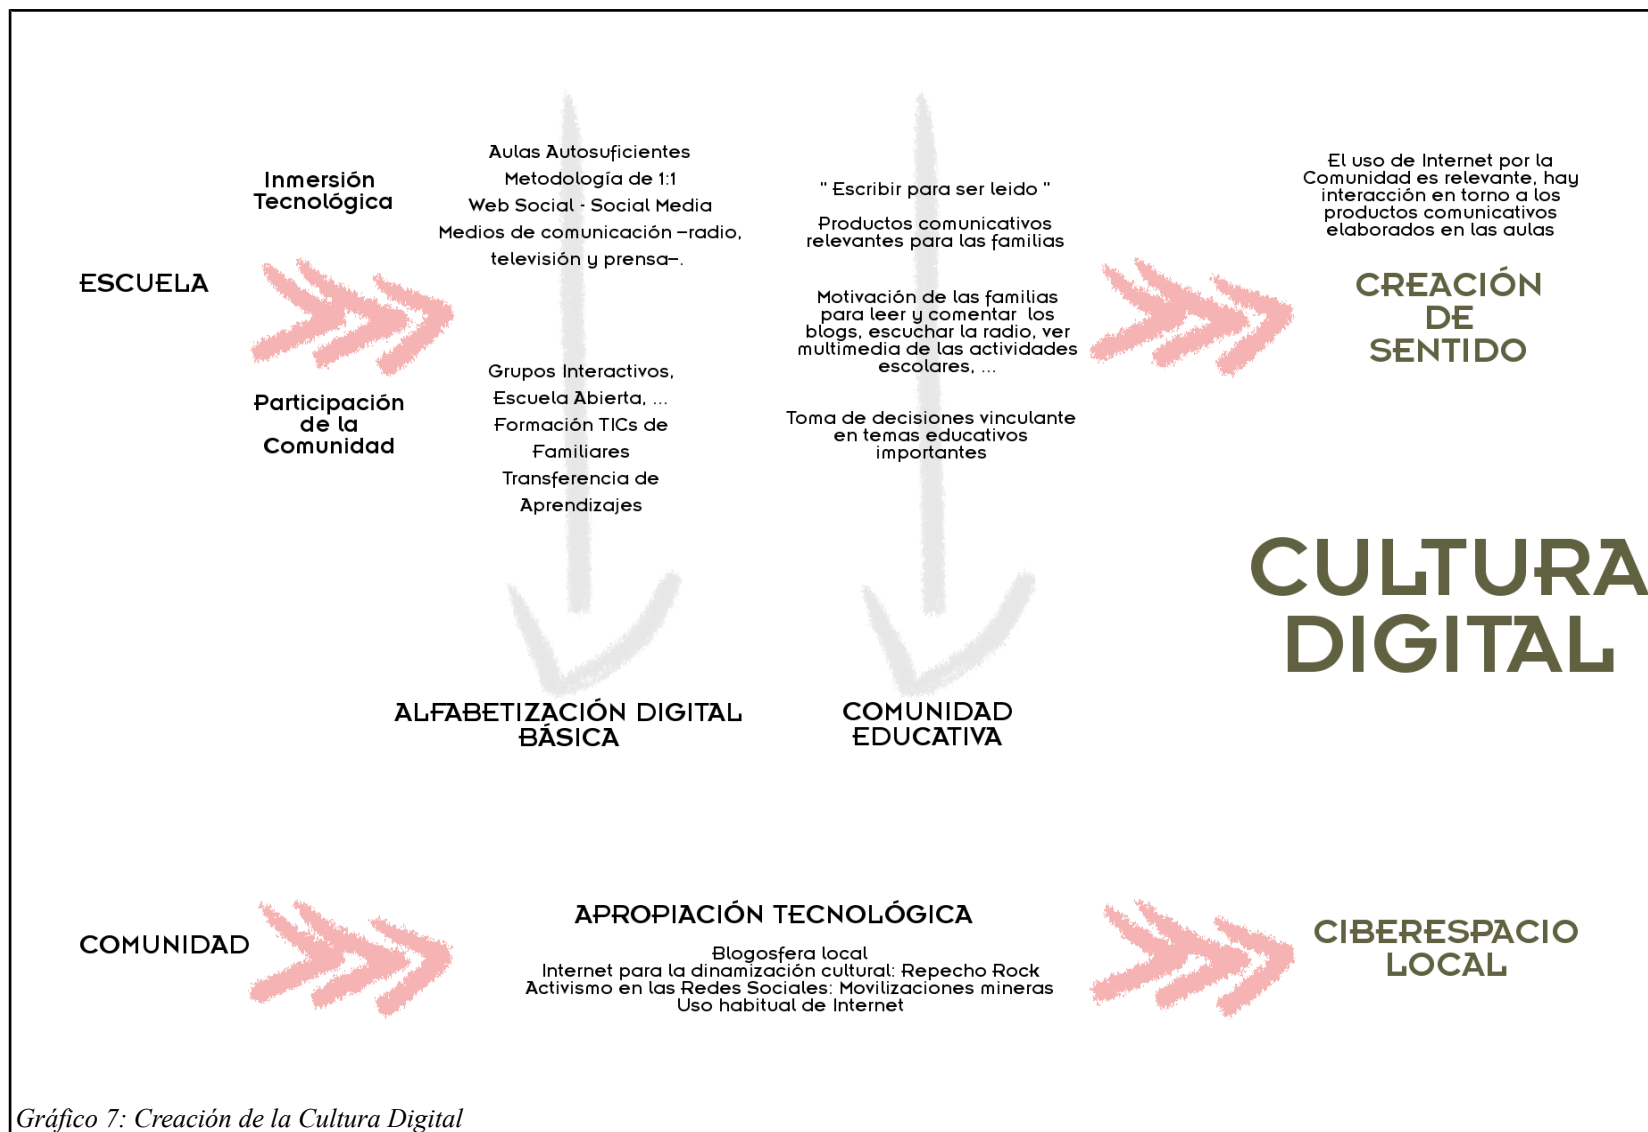 Inmersión
Tecnológica
Aulas Autosuficientes
Metodología de 1:1
Web Social - Social Media
Medios de comunicación –radio,
televisión y prensa–.
" Escribir para ser leido "
Productos comunicativos
relevantes para las familias
El uso de Internet por la
Comunidad es relevante, hay
interacción en torno a los
productos comunicativos
elaborados en las aulas
ESCUELA
Motivación de las familias
para leer y comentar los
blogs, escuchar la radio, ver
multimedia de las actividades
escolares, ...
CREACIÓN
DE
SENTIDO
Participación
de la
Comunidad
Grupos Interactivos,
Escuela Abierta, ...
Formación TICs de
Familiares
Transferencia de
Aprendizajes
Toma de decisiones vinculante
en temas educativos
importantes
CULTURA
DIGITAL
ALFABETIZACIÓN DIGITAL
BÁSICA
COMUNIDAD
EDUCATIVA
COMUNIDAD
APROPIACIÓN TECNOLÓGICA
Blogosfera local
Internet para la dinamización cultural: Repecho Rock
Activismo en las Redes Sociales: Movilizaciones mineras
Uso habitual de Internet
CIBERESPACIO
LOCAL
Gráfico 7: Creación de la Cultura Digital